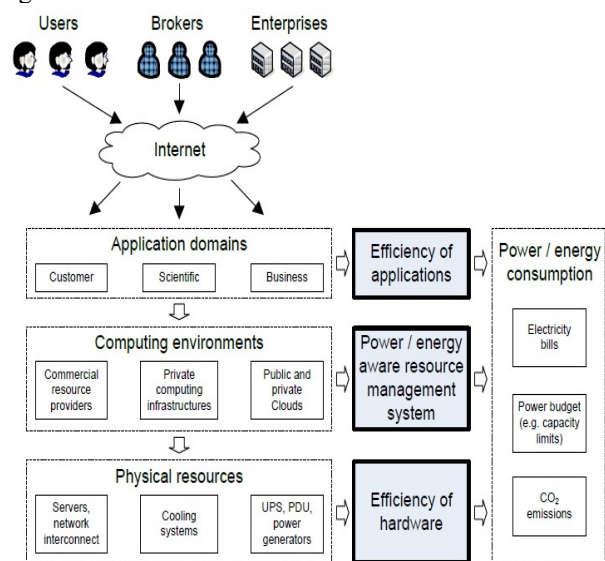 Users
Brokers
Enterprises
Internet
Application domains
Customer
Scientific
Business
Efficiency of
applications
Power / energy
consumption
Electricity
bills
Power budget
(e.g. capacity
limits)
CO₂
emissions
Computing environments
Commercial
resource
providers
Private
computing
infrastructures
Public and
private
Clouds
Power / energy
aware resource
management
system
Physical resources
Servers,
network
interconnect
Cooling
systems
UPS, PDU,
power
generators
Efficiency of
hardware